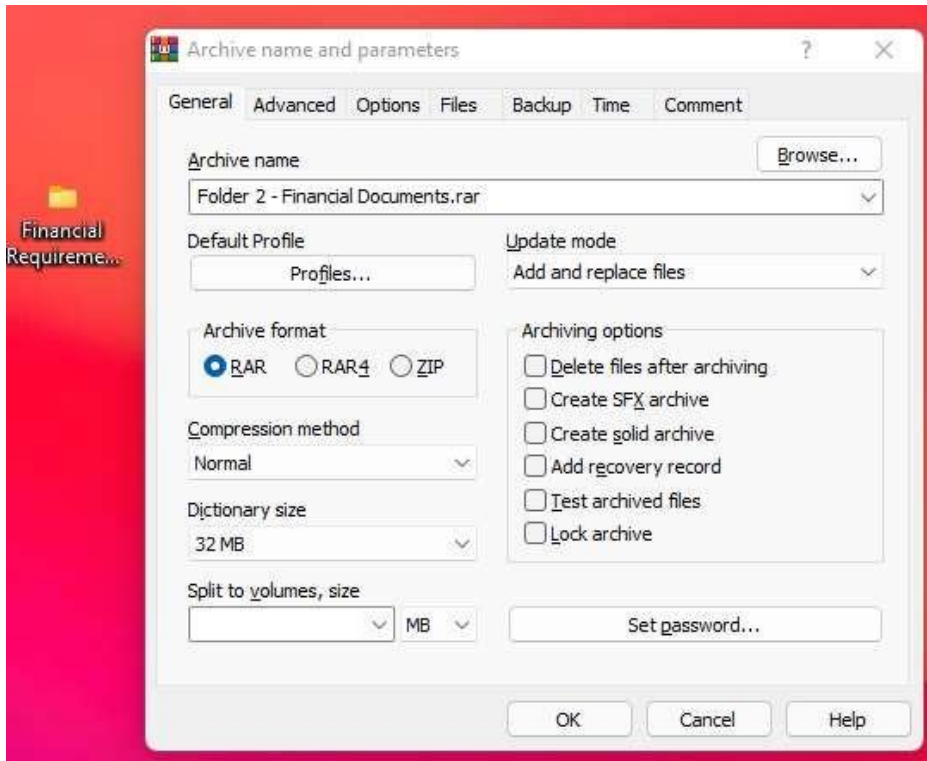 Archive name and parameters
?
General Advanced Options Files Backup Time Comment
Archive name
Browse...
Folder 2 - Financial Documents.rar
Financial
Requireme...
Default Profile
Profiles...
Update mode
Add and replace files
Archive format
RAR RAR4 ZIP
Compression method
Normal
Dictionary size
32 MB
Split to volumes, size
MB
Archiving options
Delete files after archiving
Create SFX archive
Create solid archive
Add recovery record
Test archived files
Lock archive
Set password...
OK Cancel Help